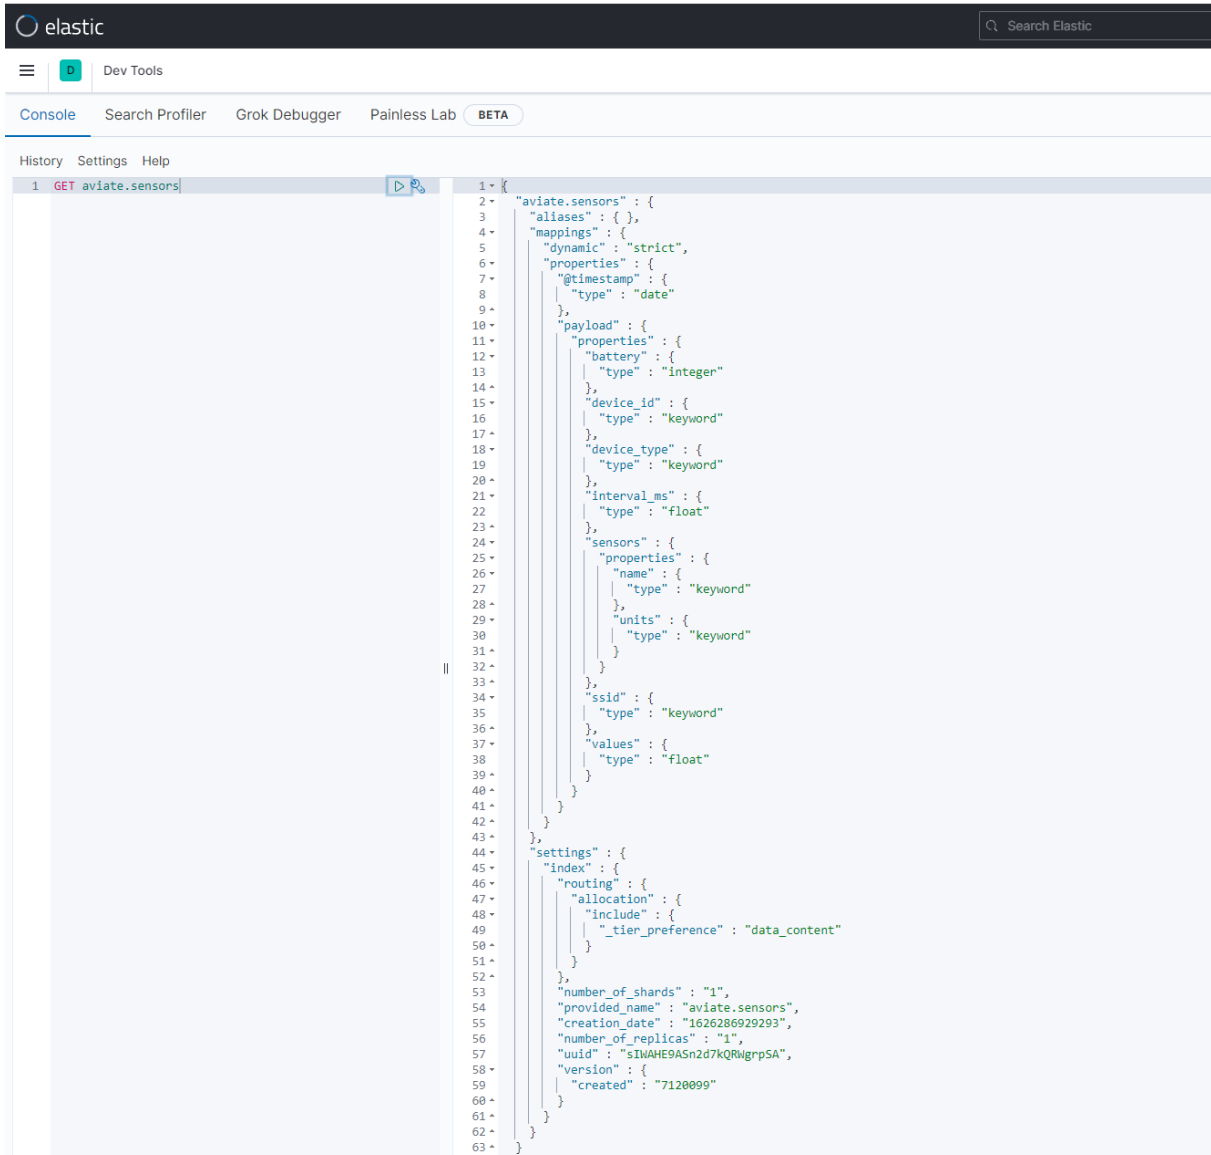 elastic
Search Elastic
D Dev Tools
Console Search Profiler Grok Debugger Painless Lab BETA
History Settings Help
1 GET aviate.sensors
1 {
2 "aviate.sensors" : {
3 "aliases" : { },
4 "mappings" : {
5 "dynamic" : "strict",
6 "properties" : {
7 "@timestamp" : {
8 "type" : "date"
9 },
10 "payload" : {
11 "properties" : {
12 "battery" : {
13 "type" : "integer"
14 },
15 "device_id" : {
16 "type" : "keyword"
17 },
18 "device_type" : {
19 "type" : "keyword"
20 },
21 "interval_ms" : {
22 "type" : "float"
23 },
24 "sensors" : {
25 "properties" : {
26 "name" : {
27 "type" : "keyword"
28 },
29 "units" : {
30 "type" : "keyword"
31 }
32 }
33 },
34 "ssid" : {
35 "type" : "keyword"
36 },
37 "values" : {
38 "type" : "float"
39 }
40 }
41 }
42 }
43 },
44 "settings" : {
45 "index" : {
46 "routing" : {
47 "allocation" : {
48 "include" : {
49 "_tier_preference" : "data_content"
50 }
51 }
52 },
53 "number_of_shards" : "1",
54 "provided_name" : "aviate.sensors",
55 "creation_date" : "1626286929293",
56 "number_of_replicas" : "1",
57 "uuid" : "sIWAHE9ASn2d7kQRWgrpSA",
58 "version" : {
59 "created" : "7120099"
60 }
61 }
62 }
63 }